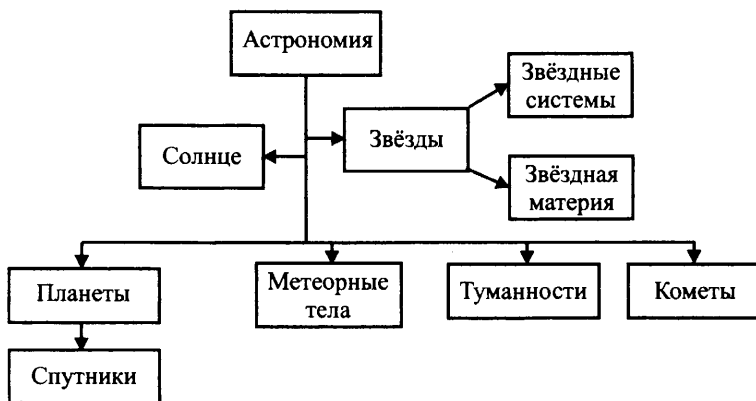 Астрономия
Звёздные
системы
Солнце
Звёзды
Звёздная
материя
Планеты
Метеорные
тела
Туманности
Кометы
Спутники